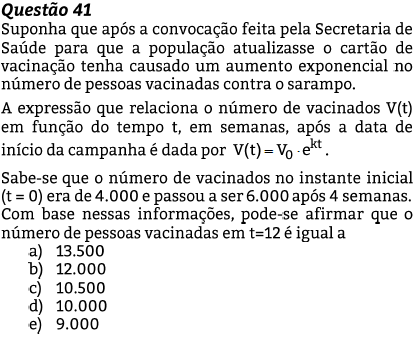 Questão 41
Suponha que após a convocação feita pela Secretaria de
Saúde para que a população atualizasse o cartão de
vacinação tenha causado um aumento exponencial no
número de pessoas vacinadas contra o sarampo.
A expressão que relaciona o número de vacinados V(t)
em função do tempo t, em semanas, após a data de
início da campanha é dada por V(t) = V₀ · eᵏᵗ .
Sabe-se que o número de vacinados no instante inicial
(t = 0) era de 4.000 e passou a ser 6.000 após 4 semanas.
Com base nessas informações, pode-se afirmar que o
número de pessoas vacinadas em t=12 é igual a
a) 13.500
b) 12.000
c) 10.500
d) 10.000
e) 9.000